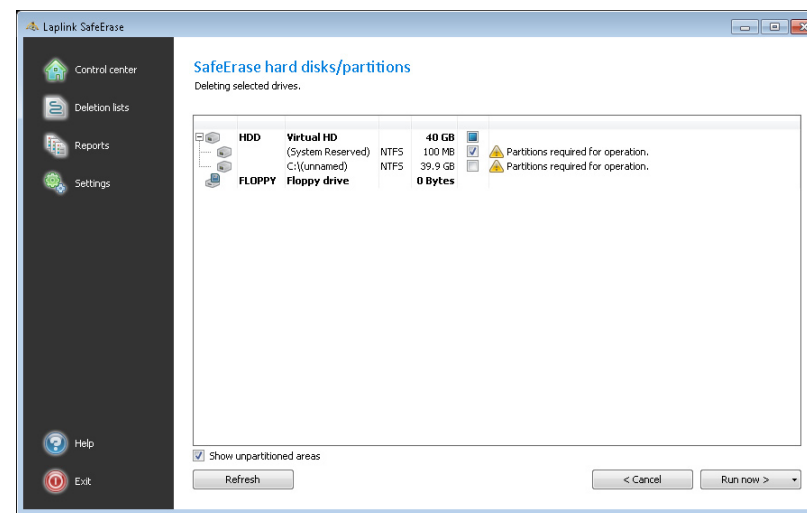 Laplink SafeErase
Control center
Deletion lists
Reports
Settings
Help
Exit
SafeErase hard disks/partitions
Deleting selected drives.
HDD Virtual HD 40 GB
(System Reserved) NTFS 100 MB Partitions required for operation.
C:\(unnamed) NTFS 39.9 GB Partitions required for operation.
FLOPPY Floppy drive 0 Bytes
Show unpartitioned areas
Refresh < Cancel Run now >